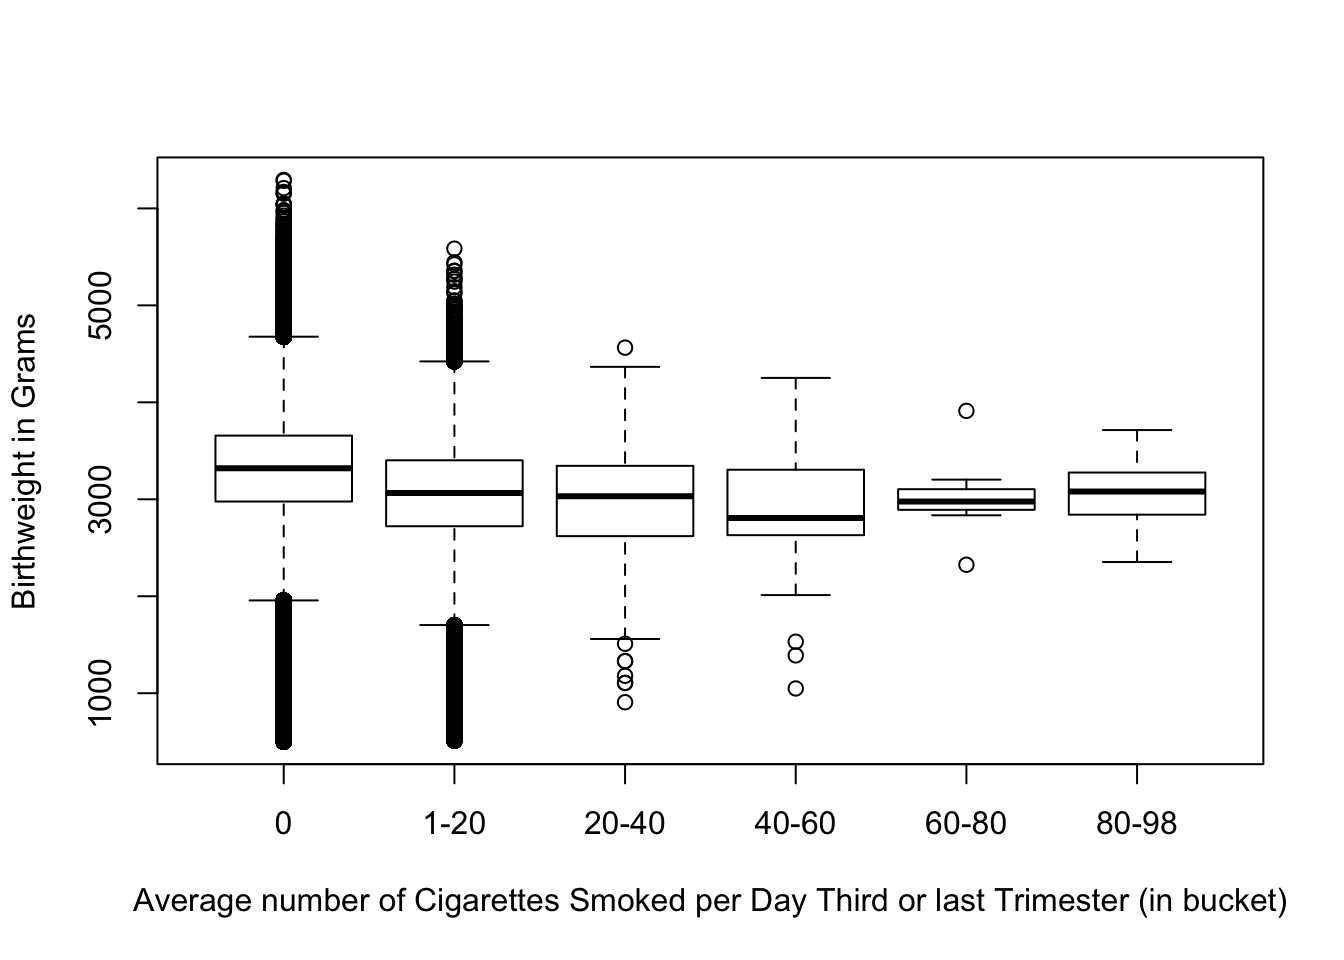 Birthweight in Grams
5000
3000
1000
0 1-20 20-40 40-60 60-80 80-98
Average number of Cigarettes Smoked per Day Third or last Trimester (in bucket)